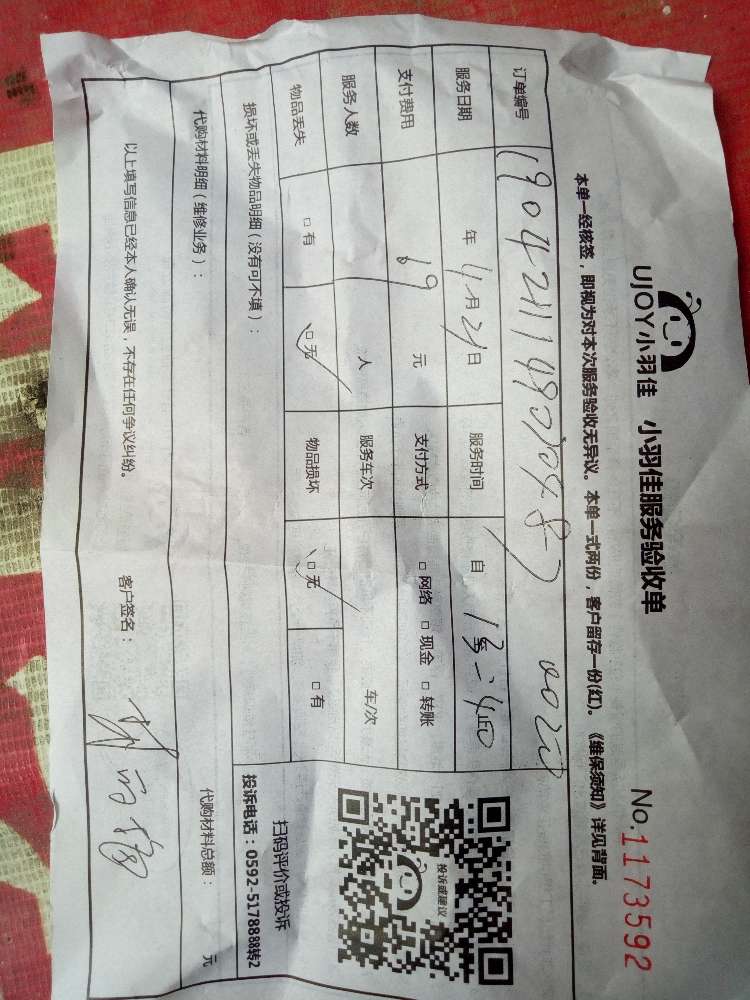 UJOY小羽佳 小羽佳服务验收单 No.1173592
本单一经核签，即视为对本次服务验收无异议。本单一式两份，客户留存一份(红)。《维保须知》详见背面。
订单编号
服务日期 年 4月21日 服务时间 自
支付费用 69 元 支付方式 □网络 □现金 □转账
服务人数 人 服务车次 车/次
物品丢失 □有 □无 物品损坏 □无 □有
损坏或丢失物品明细（没有可不填）：
代购材料明细（维修业务）： 代购材料总额： 元
以上填写信息已经本人确认无误，不存在任何争议纠纷。 客户签名：
投诉或建议
扫码评价或投诉
投诉电话：0592-5178888转2